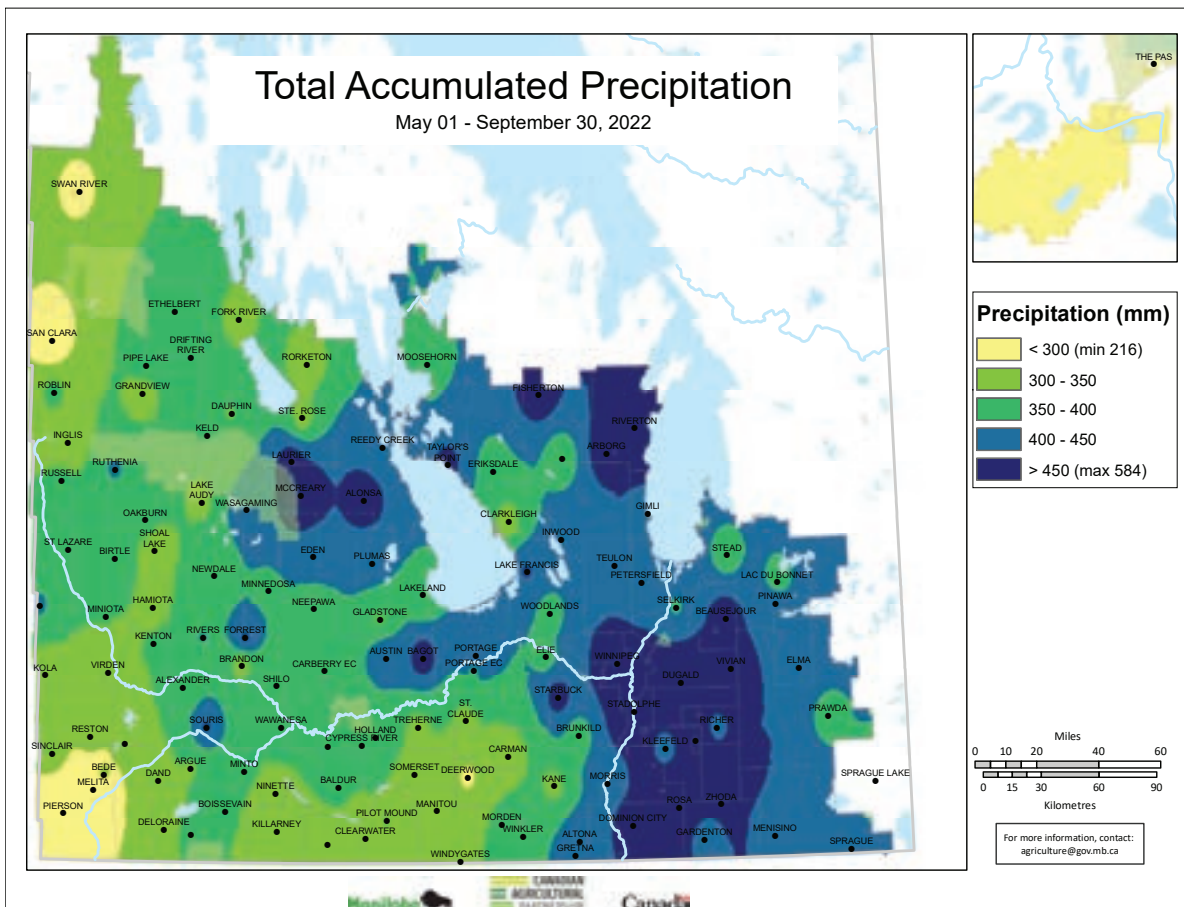 Total Accumulated Precipitation
May 01 - September 30, 2022
THE PAS
SWAN RIVER
SAN CLARA
ETHELBERT
FORK RIVER
DRIFTING
RIVER
PIPE LAKE
RORKETON
MOOSEHORN
ROBLIN
GRANDVIEW
FISHERTON
DAUPHIN
STE. ROSE
RIVERTON
INGLIS
KELD
REEDY CREEK
TAYLOR'S
POINT
ARBORG
LAURIER
RUTHENIA
ERIKSDALE
RUSSELL
LAKE
AUDY
MCCREARY
ALONSA
WASAGAMING
GIMLI
OAKBURN
CLARKLEIGH
SHOAL
LAKE
INWOOD
ST LAZARE
BIRTLE
EDEN
PLUMAS
LAKE FRANCIS
TEULON
STEAD
NEWDALE
PETERSFIELD
LAC DU BONNET
MINNEDOSA
LAKELAND
PINAWA
HAMIOTA
NEEPAWA
GLADSTONE
WOODLANDS
SELKIRK
BEAUSEJOUR
MINIOTA
KENTON
RIVERS
FORREST
AUSTIN
BAGOT
PORTAGE
PORTAGE EC
ELIE
WINNIPEG
KOLA
VIRDEN
BRANDON
CARBERRY EC
VIVIAN
ELMA
ALEXANDER
SHILO
DUGALD
STARBUCK
STADOLPHE
PRAWDA
ST.
CLAUDE
SOURIS
WAWANESA
TREHERNE
RESTON
HOLLAND
CYPRESS RIVER
BRUNKILD
RICHER
KLEEFELD
SINCLAIR
CARMAN
BEDE
ARGUE
MINTO
SOMERSET
DEERWOOD
MELITA
DAND
BALDUR
KANE
MORRIS
SPRAGUE LAKE
NINETTE
PIERSON
BOISSEVAIN
PILOT MOUND
MANITOU
ROSA
ZHODA
DELORAINE
KILLARNEY
CLEARWATER
MORDEN
WINKLER
DOMINION CITY
ALTONA
GRETNA
GARDENTON
MENISINO
SPRAGUE
WINDYGATES
Precipitation (mm)
< 300 (min 216)
300 - 350
350 - 400
400 - 450
> 450 (max 584)
Miles
0 5 10 15 20 40 60
0 15 30 60 90
Kilometres
For more information, contact:
agriculture@gov.mb.ca
Manitoba
CANADIAN
AGRICULTURAL
PARTNERSHIP
Canada